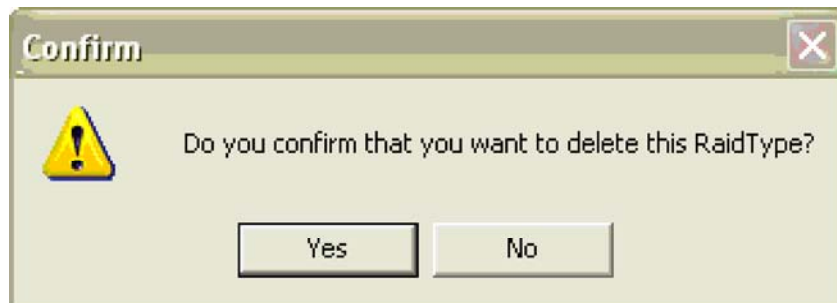 Confirm
Do you confirm that you want to delete this RaidType?
Yes
No